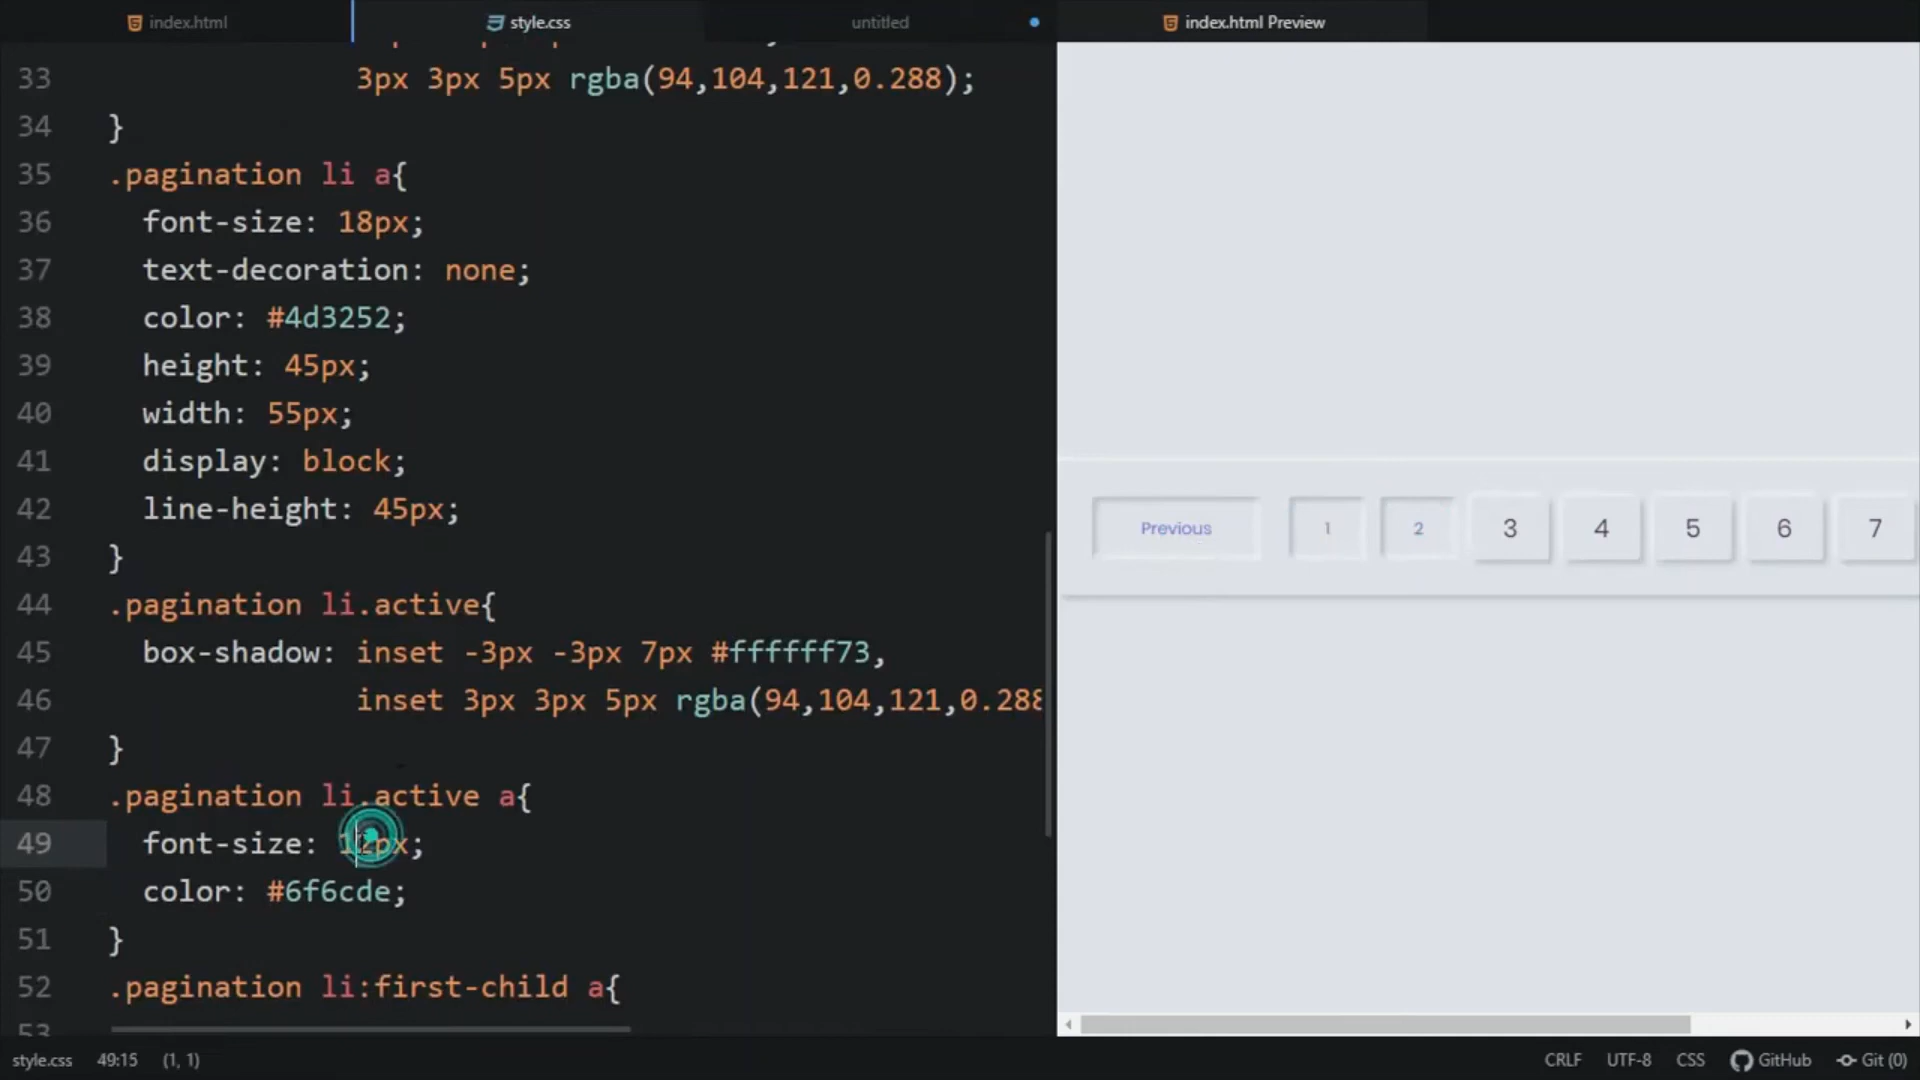 index.html
style.css
untitled
index.html Preview
33 3px 3px 5px rgba(94,104,121,0.288);
34 }
35 .pagination li a{
36 font-size: 18px;
37 text-decoration: none;
38 color: #4d3252;
39 height: 45px;
40 width: 55px;
41 display: block;
42 line-height: 45px;
43 }
44 .pagination li.active{
45 box-shadow: inset -3px -3px 7px #ffffff73,
46 inset 3px 3px 5px rgba(94,104,121,0.288
47 }
48 .pagination li.active a{
49 font-size: 12px;
50 color: #6f6cde;
51 }
52 .pagination li:first-child a{
53
Previous 1 2 3 4 5 6 7
style.css 49:15 (1, 1)
CRLF UTF-8 CSS GitHub Git (0)